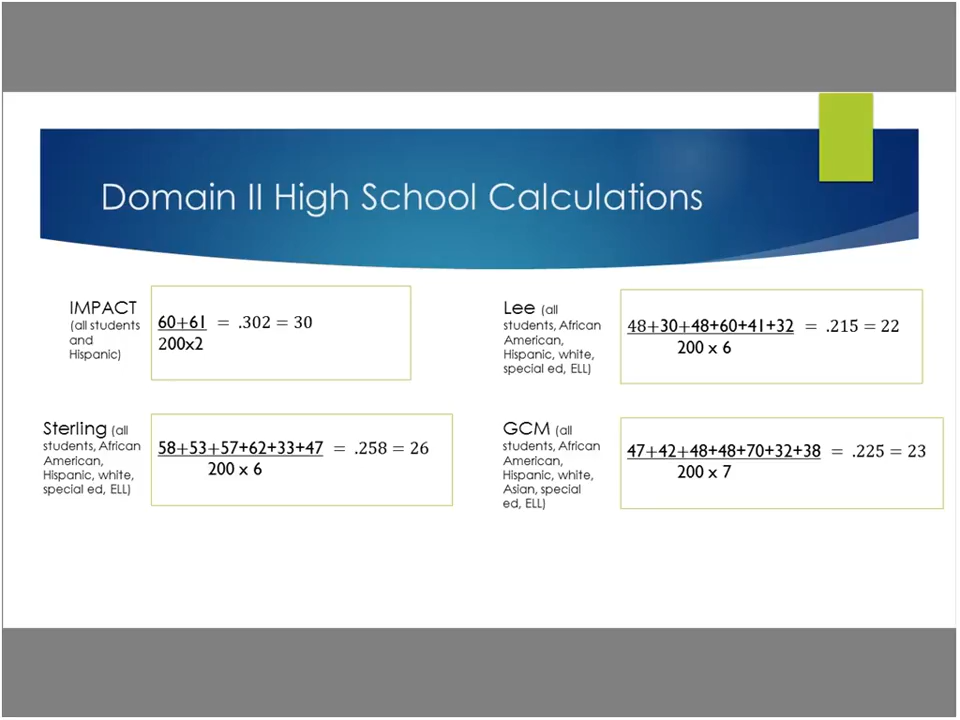 Domain II High School Calculations
IMPACT
(all students
and
Hispanic)
60+61 = .302 = 30
200x2
Lee (all
students, African
American,
Hispanic, white,
special ed, ELL)
48+30+48+60+41+32 = .215 = 22
200 x 6
Sterling (all
students, African
American,
Hispanic, white,
special ed, ELL)
58+53+57+62+33+47 = .258 = 26
200 x 6
GCM (all
students, African
American,
Hispanic, white,
Asian, special
ed, ELL)
47+42+48+48+70+32+38 = .225 = 23
200 x 7